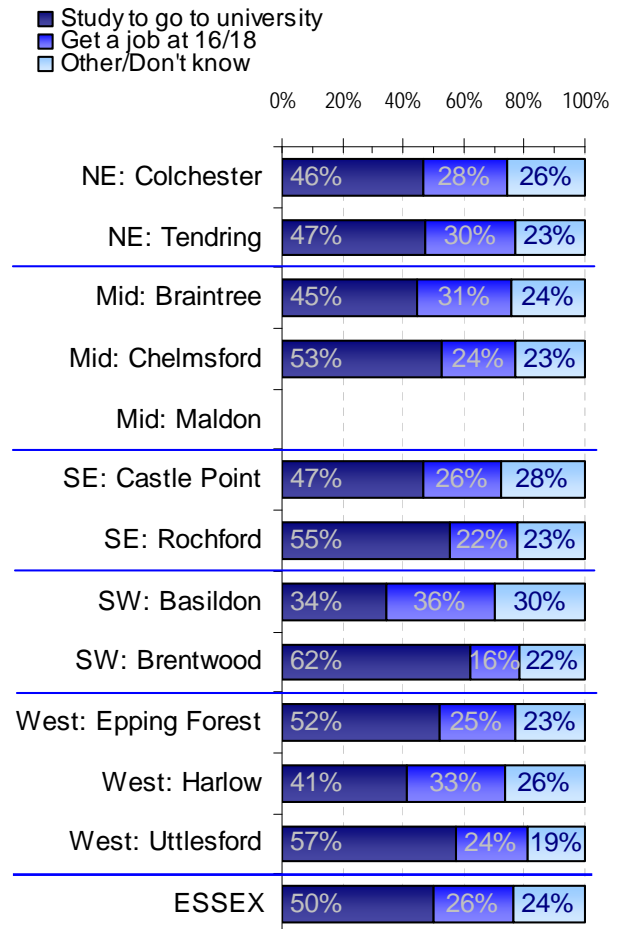 Study to go to university
Get a job at 16/18
Other/Don't know
0% 20% 40% 60% 80% 100%
NE: Colchester 46% 28% 26%
NE: Tendring 47% 30% 23%
Mid: Braintree 45% 31% 24%
Mid: Chelmsford 53% 24% 23%
Mid: Maldon
SE: Castle Point 47% 26% 28%
SE: Rochford 55% 22% 23%
SW: Basildon 34% 36% 30%
SW: Brentwood 62% 16% 22%
West: Epping Forest 52% 25% 23%
West: Harlow 41% 33% 26%
West: Uttlesford 57% 24% 19%
ESSEX 50% 26% 24%